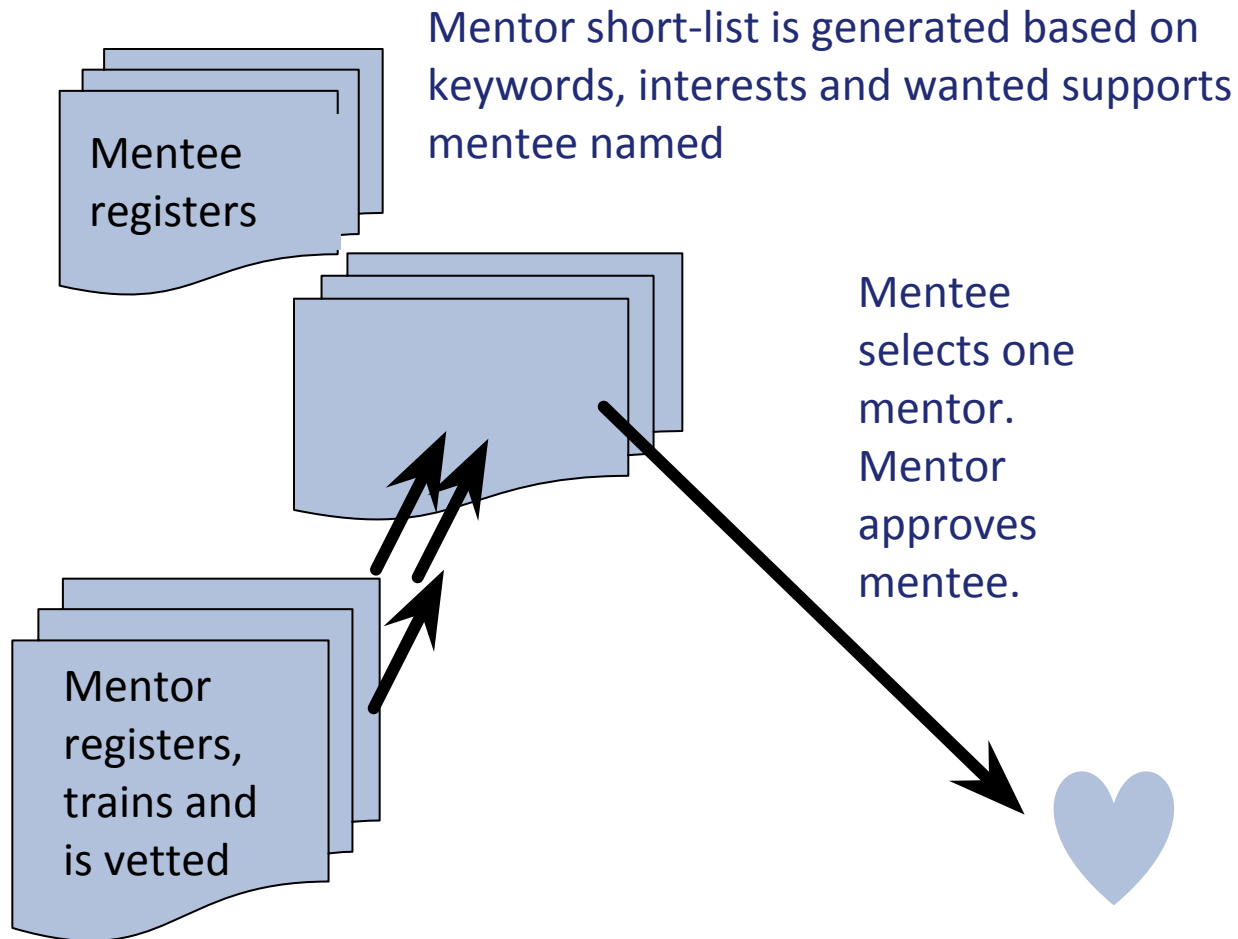 Mentor short-list is generated based on
keywords, interests and wanted supports
mentee named
Mentee
registers
Mentee
selects one
mentor.
Mentor
approves
mentee.
Mentor
registers,
trains and
is vetted